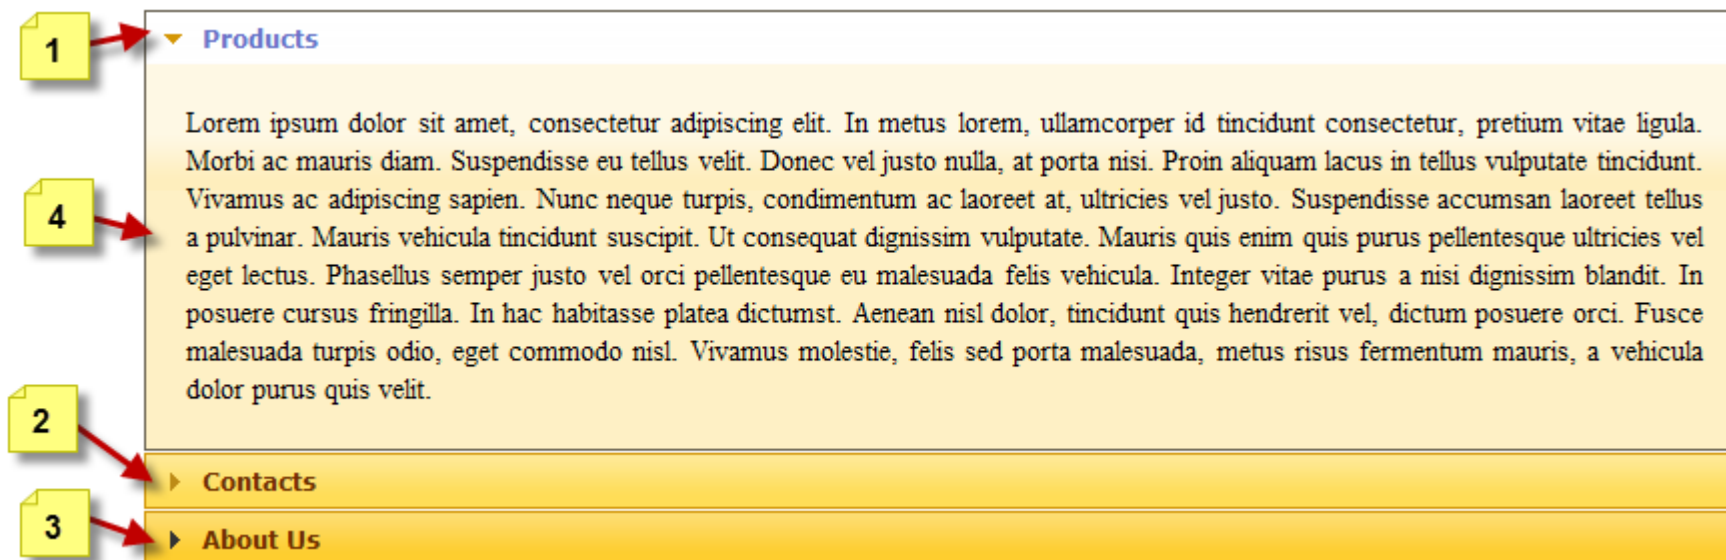 1
Products
Lorem ipsum dolor sit amet, consectetur adipiscing elit. In metus lorem, ullamcorper id tincidunt consectetur, pretium vitae ligula.
Morbi ac mauris diam. Suspendisse eu tellus velit. Donec vel justo nulla, at porta nisi. Proin aliquam lacus in tellus vulputate tincidunt.
4
Vivamus ac adipiscing sapien. Nunc neque turpis, condimentum ac laoreet at, ultricies vel justo. Suspendisse accumsan laoreet tellus
a pulvinar. Mauris vehicula tincidunt suscipit. Ut consequat dignissim vulputate. Mauris quis enim quis purus pellentesque ultricies vel
eget lectus. Phasellus semper justo vel orci pellentesque eu malesuada felis vehicula. Integer vitae purus a nisi dignissim blandit. In
posuere cursus fringilla. In hac habitasse platea dictumst. Aenean nisl dolor, tincidunt quis hendrerit vel, dictum posuere orci. Fusce
malesuada turpis odio, eget commodo nisl. Vivamus molestie, felis sed porta malesuada, metus risus fermentum mauris, a vehicula
dolor purus quis velit.
2
Contacts
3
About Us